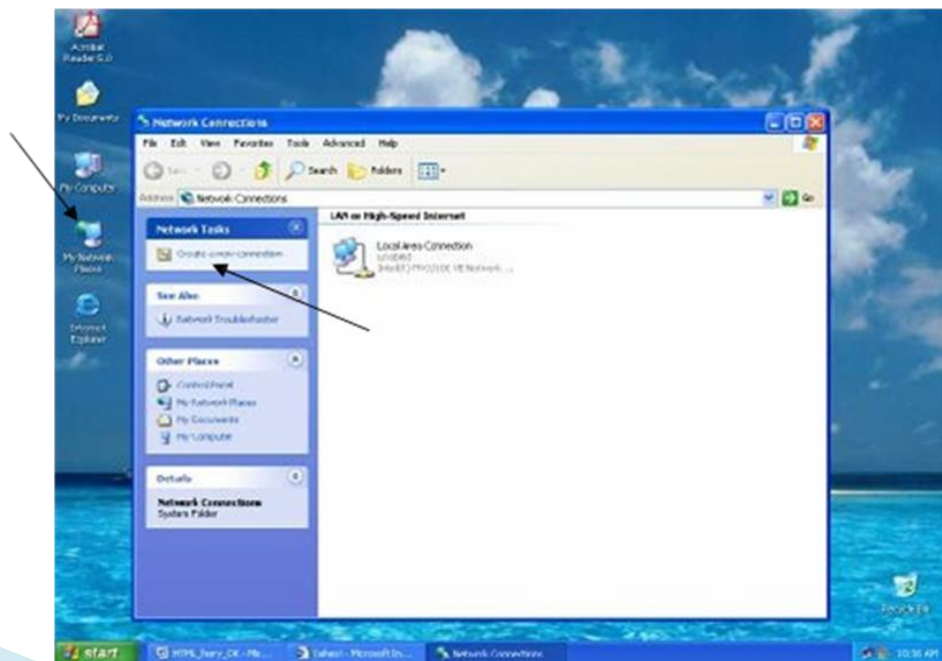 Acrobat
Reader 5.0
My Documents
My Computer
My Network
Places
Internet
Explorer
Network Connections
File Edit View Favorites Tools Advanced Help
Search Folders
Address Network Connections
Go
Network Tasks
Create a new connection
See Also
Network Troubleshooter
Other Places
Control Panel
My Network Places
My Documents
My Computer
Details
Network Connections
System Folder
LAN or High-Speed Internet
Local Area Connection
Recycle Bin
start
Network Connections
10:36 AM